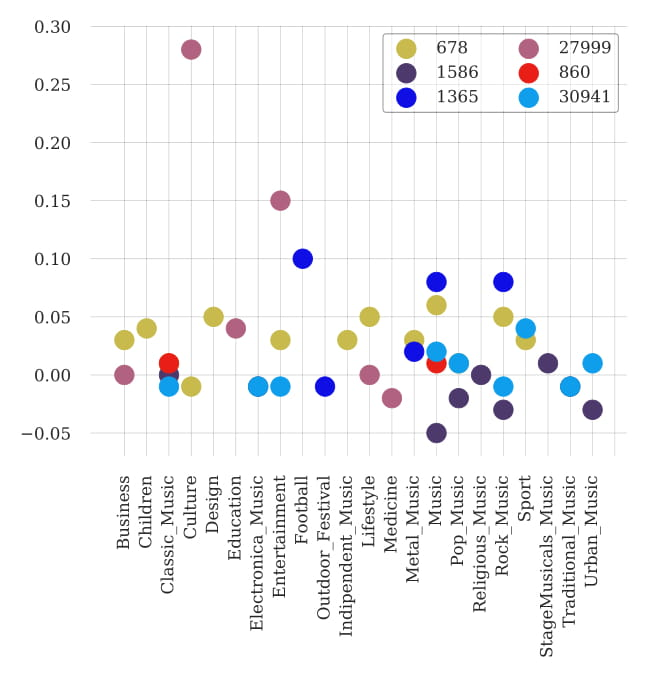 0.30
0.25
0.20
0.15
0.10
0.05
0.00
−0.05
678
1586
1365
27999
860
30941
Business
Children
Classic_Music
Culture
Design
Education
Electronica_Music
Entertainment
Football
Outdoor_Festival
Indipendent_Music
Lifestyle
Medicine
Metal_Music
Music
Pop_Music
Religious_Music
Rock_Music
Sport
StageMusicals_Music
Traditional_Music
Urban_Music